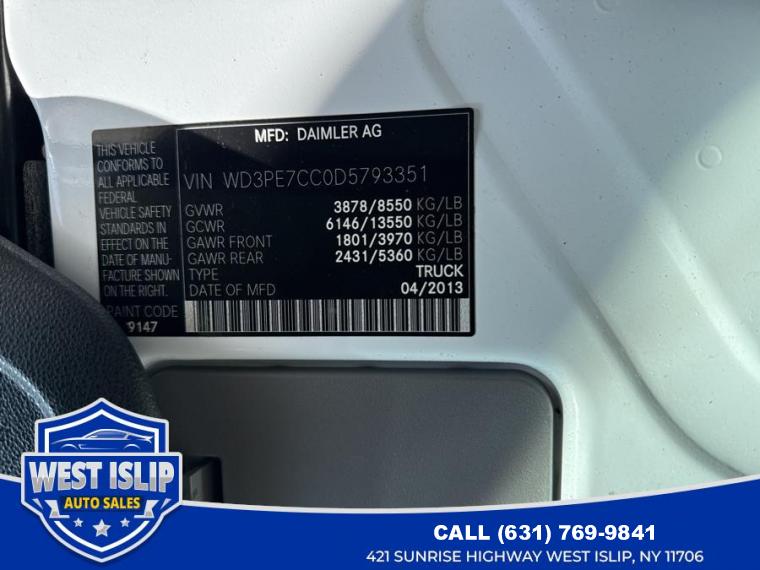 MFD: DAIMLER AG
THIS VEHICLE
CONFORMS TO
ALL APPLICABLE
FEDERAL
VEHICLE SAFETY
STANDARDS IN
EFFECT ON THE
DATE OF MANU-
FACTURE SHOWN
ON THE RIGHT.
PAINT CODE
9147
VIN WD3PE7CC0D5793351
GVWR 3878/8550 KG/LB
GCWR 6146/13550 KG/LB
GAWR FRONT 1801/3970 KG/LB
GAWR REAR 2431/5360 KG/LB
TYPE TRUCK
DATE OF MFD 04/2013
WEST ISLIP
AUTO SALES
CALL (631) 769-9841
421 SUNRISE HIGHWAY WEST ISLIP, NY 11706